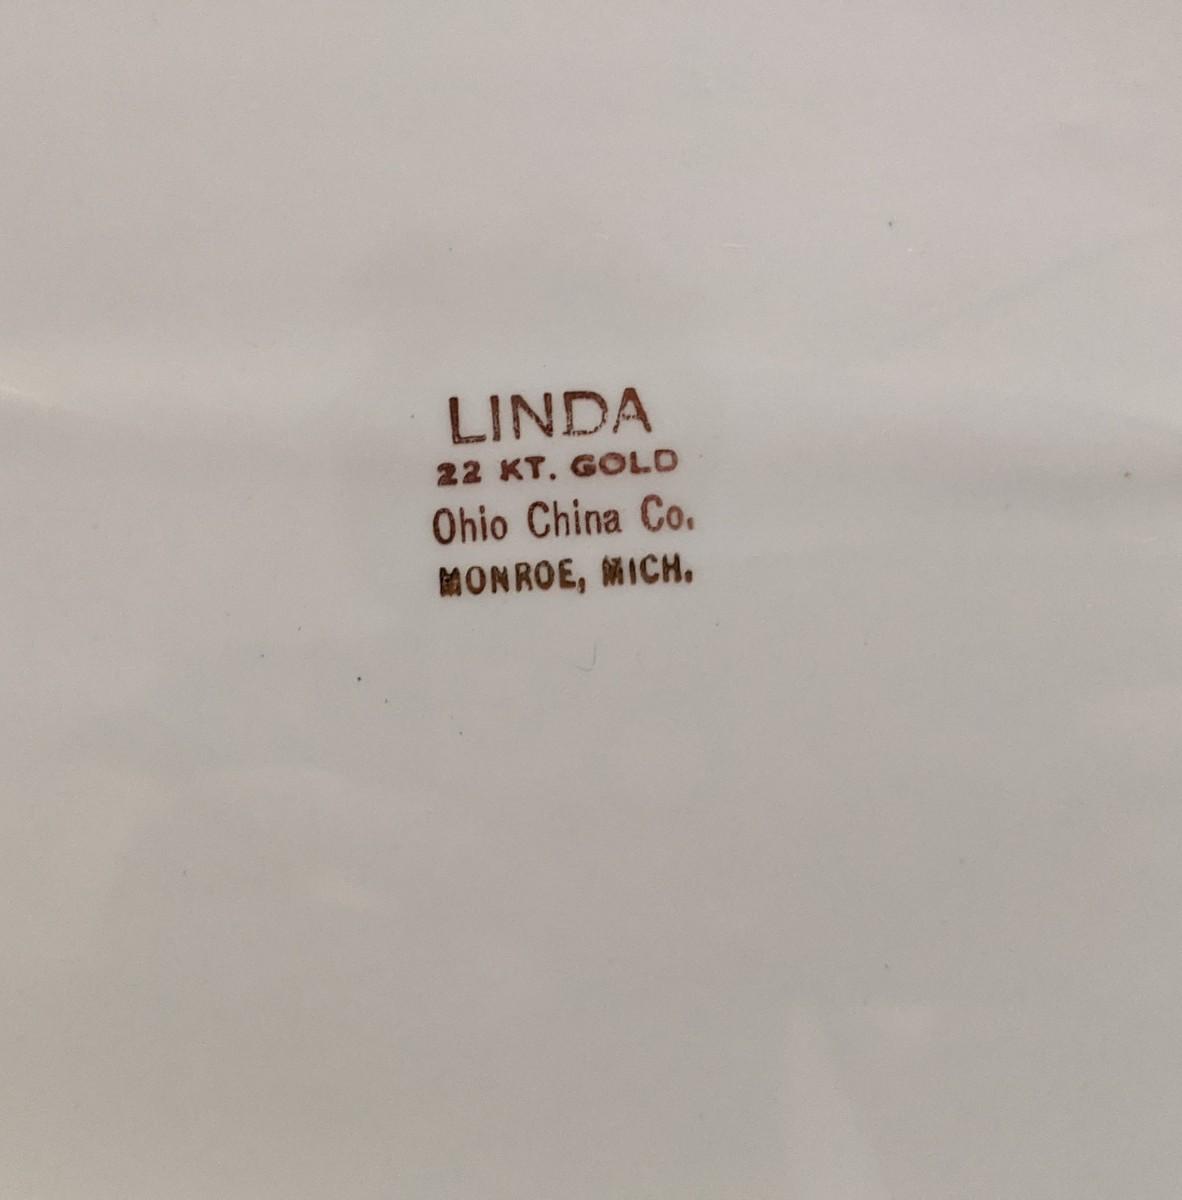 LINDA
22 KT. GOLD
Ohio China Co.
MONROE, MICH.